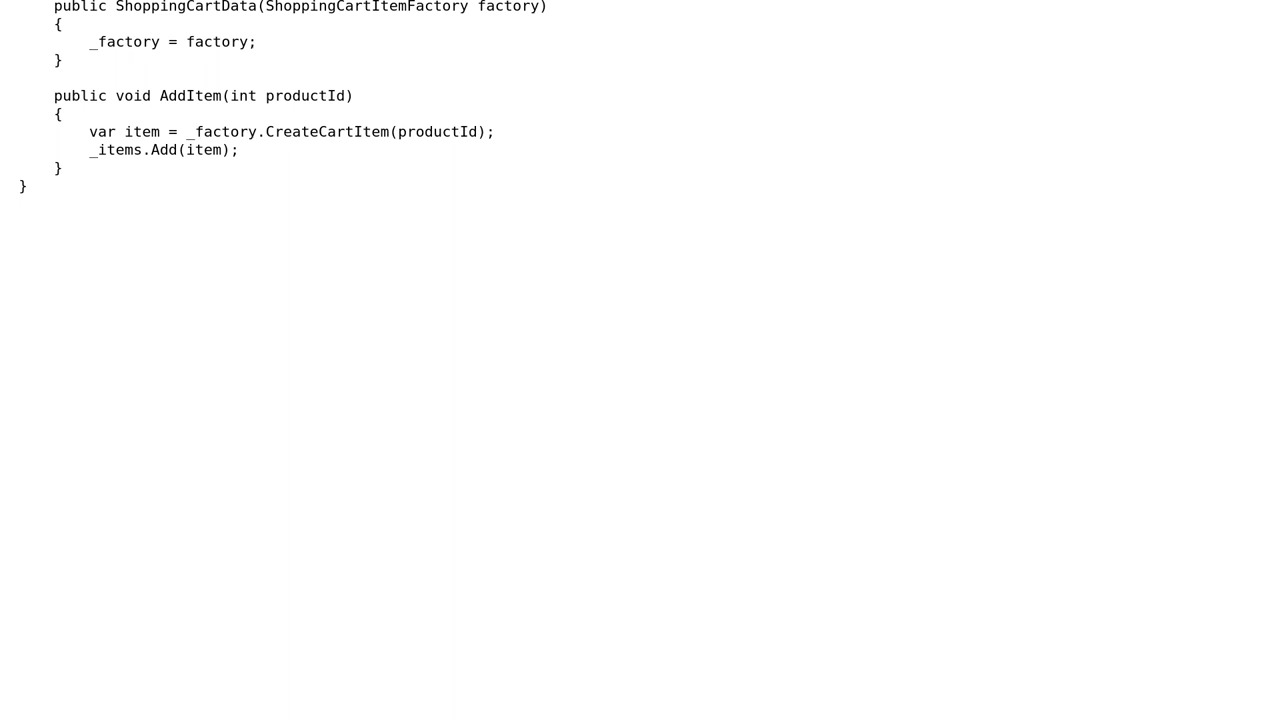 public ShoppingCartData(ShoppingCartItemFactory factory)
    {
        _factory = factory;
    }

    public void AddItem(int productId)
    {
        var item = _factory.CreateCartItem(productId);
        _items.Add(item);
    }
}